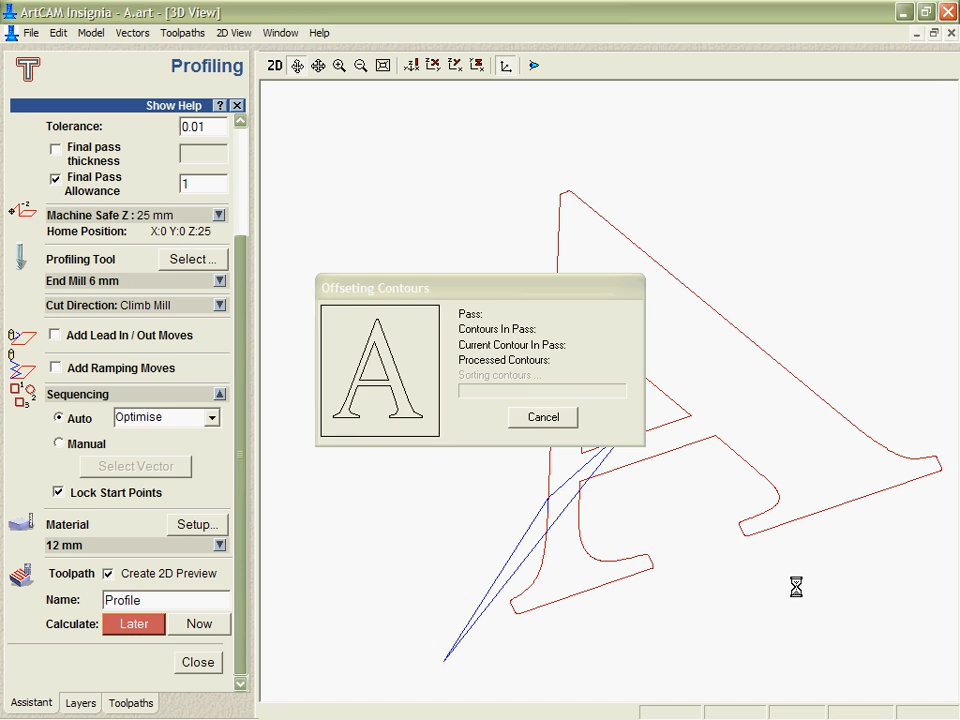 ArtCAM Insignia - A.art - [3D View]
File Edit Model Vectors Toolpaths 2D View Window Help
Profiling
2D
Show Help ?
Tolerance: 0.01
Final pass
thickness
Final Pass
Allowance
1
Machine Safe Z : 25 mm
Home Position: X:0 Y:0 Z:25
Profiling Tool Select ...
End Mill 6 mm
Cut Direction: Climb Mill
Add Lead In / Out Moves
Add Ramping Moves
Sequencing
Auto Optimise
Manual
Select Vector
Lock Start Points
Material Setup...
12 mm
Toolpath Create 2D Preview
Name: Profile
Calculate: Later Now
Close
Assistant Layers Toolpaths
Offseting Contours
A
Pass:
Contours In Pass:
Current Contour In Pass:
Processed Contours:
Sorting contours ...
Cancel